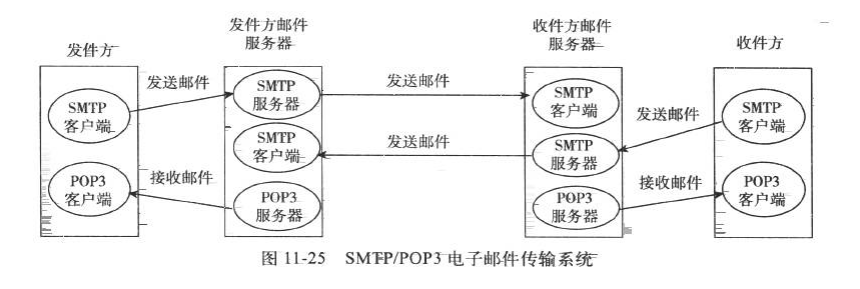 发件方
发件方邮件
服务器
收件方邮件
服务器
收件方
SMTP
客户端
发送邮件
SMTP
服务器
发送邮件
SMTP
客户端
发送邮件
SMTP
客户端
SMTP
客户端
发送邮件
SMTP
服务器
POP3
客户端
接收邮件
POP3
服务器
POP3
服务器
接收邮件
POP3
客户端
图 11-25 SMTP/POP3 电子邮件传输系统